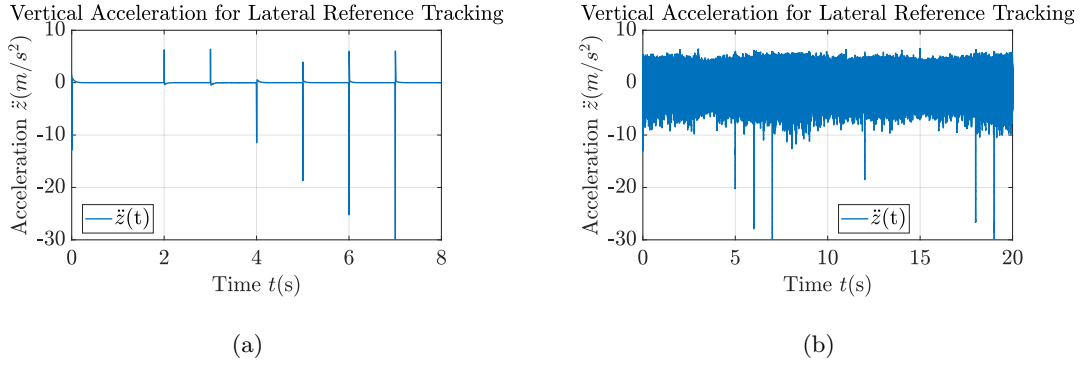 Vertical Acceleration for Lateral Reference Tracking
10
0
-10
-20
-30
Acceleration z̈(m/s²)
z̈(t)
0 2 4 6 8
Time t(s)
(a)
Vertical Acceleration for Lateral Reference Tracking
10
0
-10
-20
-30
Acceleration z̈(m/s²)
z̈(t)
0 5 10 15 20
Time t(s)
(b)